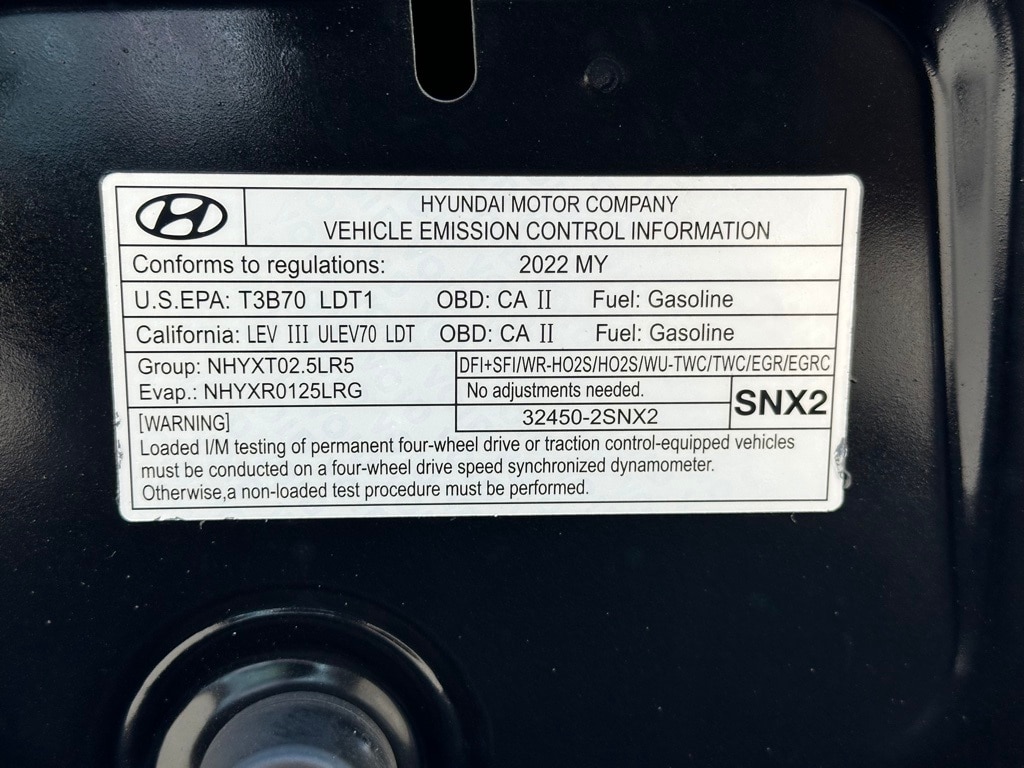 HYUNDAI MOTOR COMPANY
VEHICLE EMISSION CONTROL INFORMATION
Conforms to regulations: 2022 MY
U.S.EPA: T3B70 LDT1 OBD: CA II Fuel: Gasoline
California: LEV III ULEV70 LDT OBD: CA II Fuel: Gasoline
Group: NHYXT02.5LR5
Evap.: NHYXR0125LRG
DFI+SFI/WR-HO2S/HO2S/WU-TWC/TWC/EGR/EGRC
No adjustments needed.
32450-2SNX2
SNX2
[WARNING]
Loaded I/M testing of permanent four-wheel drive or traction control-equipped vehicles
must be conducted on a four-wheel drive speed synchronized dynamometer.
Otherwise,a non-loaded test procedure must be performed.